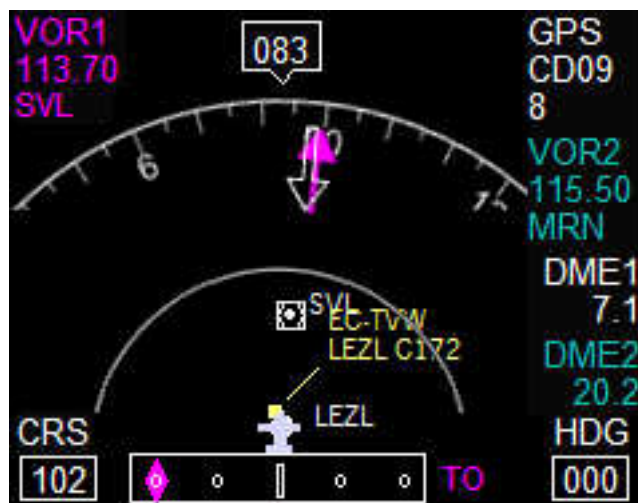 VOR1
113.70
SVL
083
GPS
CD09
8
6
VOR2
115.50
MRN
DME1
7.1
DME2
20.2
SVL
EC-TVW
LEZL C172
LEZL
CRS
102
TO
HDG
000